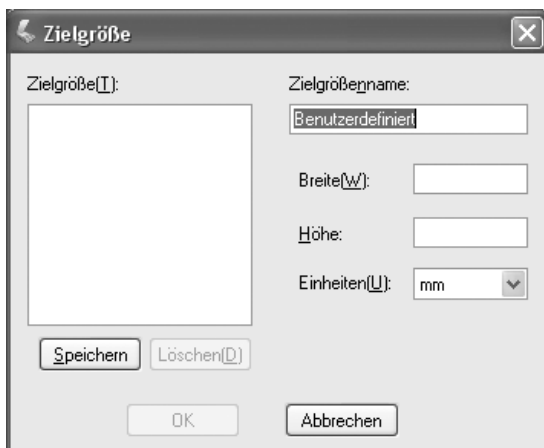 Zielgröße
Zielgröße(T):
Zielgrößenname:
Benutzerdefiniert
Breite(W):
Höhe:
Einheiten(U): mm
Speichern Löschen(D)
OK Abbrechen